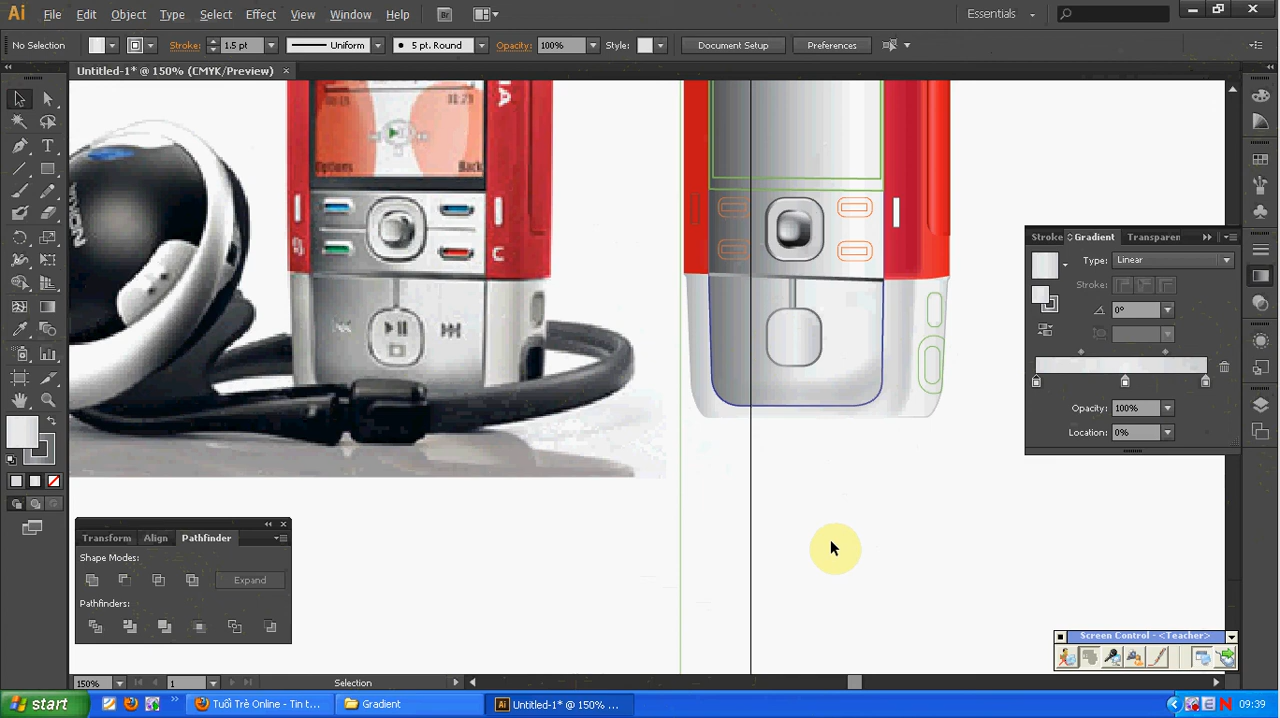 Ai File Edit Object Type Select Effect View Window Help Br Essentials
No Selection Stroke: 1.5 pt Uniform 5 pt. Round Opacity: 100% Style: Document Setup Preferences
Untitled-1* @ 150% (CMYK/Preview)
Options Back
C
Stroke Gradient Transparen
Type: Linear
Stroke:
0°
Opacity: 100%
Location: 0%
Transform Align Pathfinder
Shape Modes:
Expand
Pathfinders:
Screen Control - <Teacher>
150% 1 Selection
start Tuổi Trẻ Online - Tin t... Gradient Untitled-1* @ 150% ... 09:39